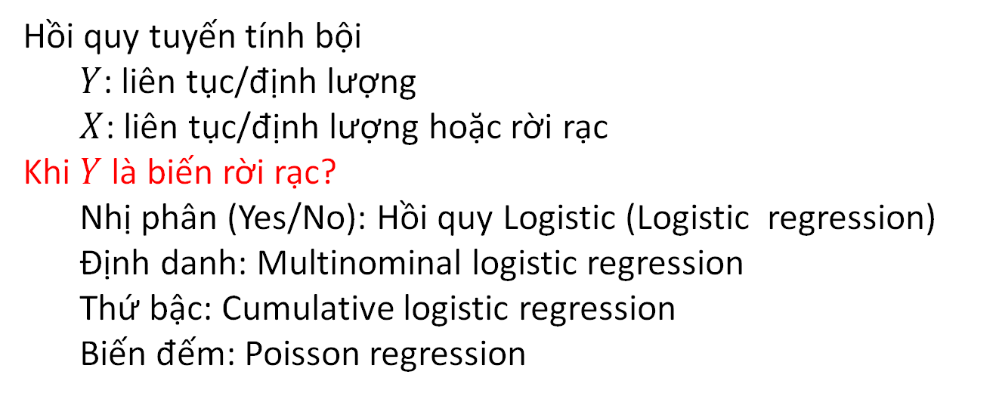 Hồi quy tuyến tính bội
Y: liên tục/định lượng
X: liên tục/định lượng hoặc rời rạc
Khi Y là biến rời rạc?
Nhị phân (Yes/No): Hồi quy Logistic (Logistic  regression)
Định danh: Multinominal logistic regression
Thứ bậc: Cumulative logistic regression
Biến đếm: Poisson regression